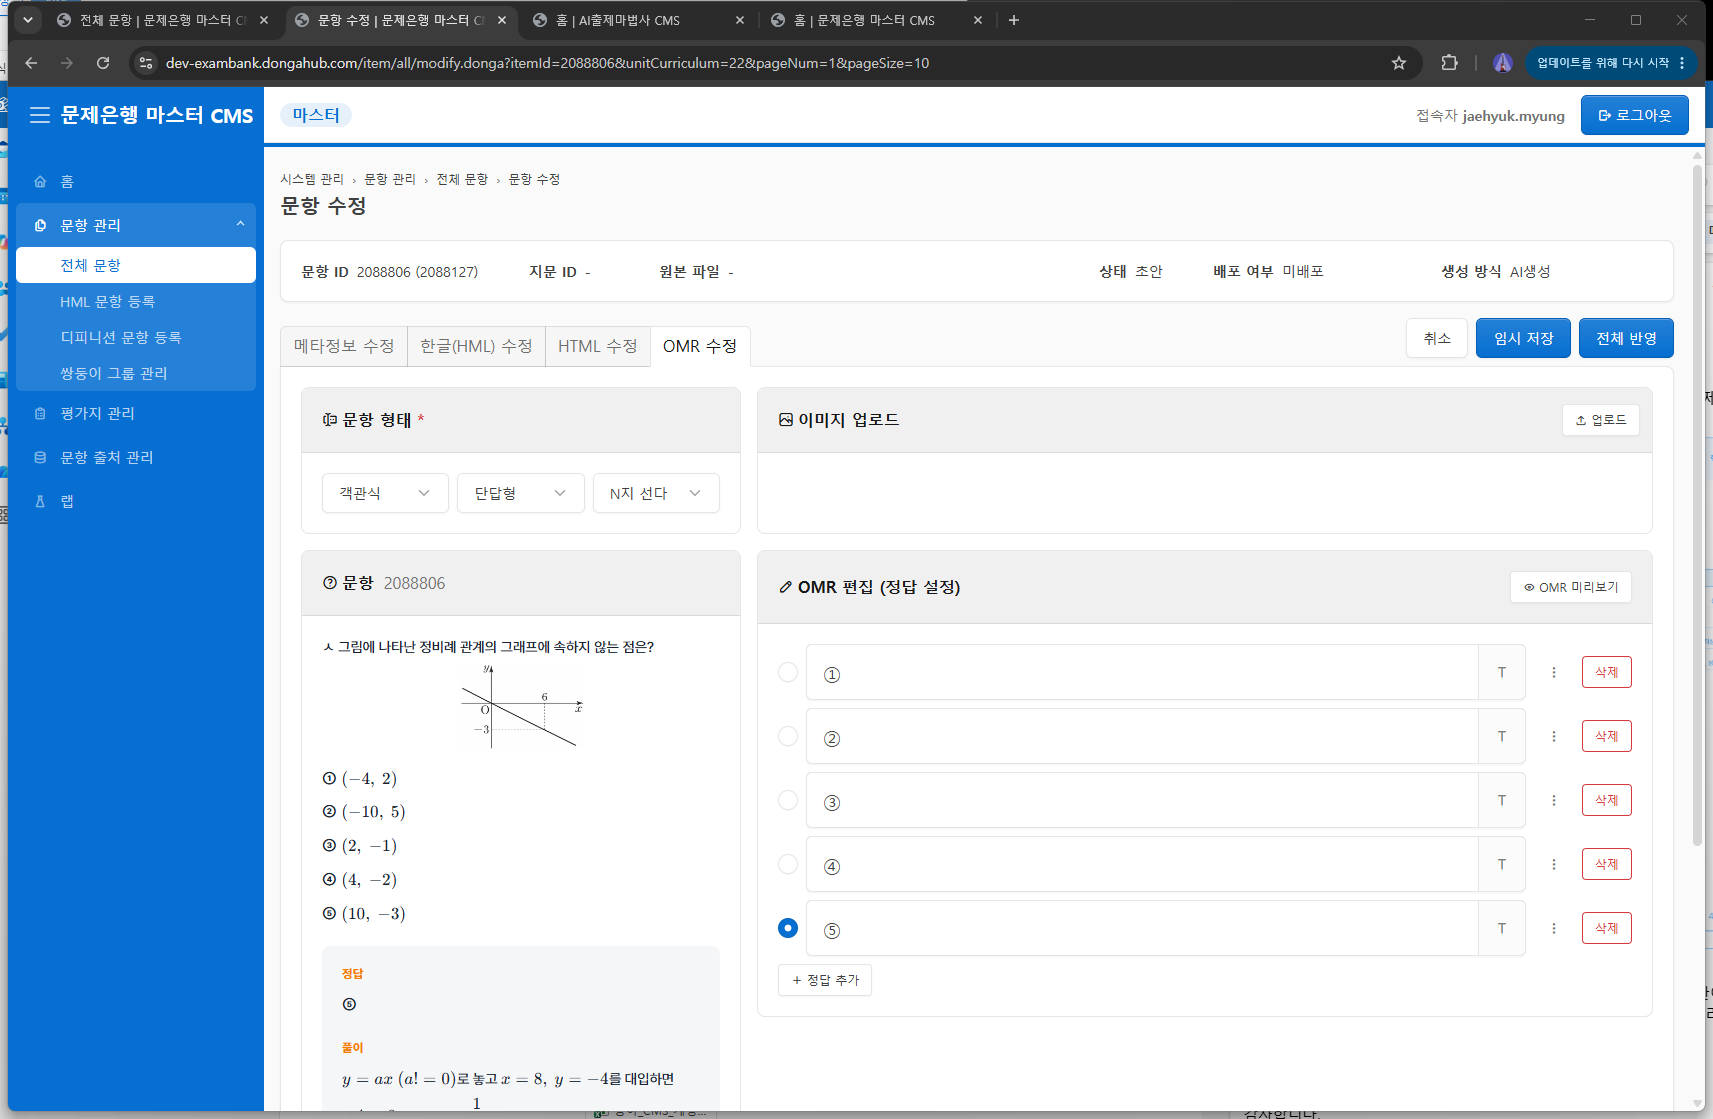 전체 문항 | 문제은행 마스터 C
문항 수정 | 문제은행 마스터 C
홈 | AI출제마법사 CMS
홈 | 문제은행 마스터 CMS
dev-exambank.dongahub.com/item/all/modify.donga?itemId=2088806&unitCurriculum=22&pageNum=1&pageSize=10
업데이트를 위해 다시 시작
문제은행 마스터 CMS
마스터
접속자 jaehyuk.myung
로그아웃
홈
문항 관리
전체 문항
HML 문항 등록
디피니션 문항 등록
쌍둥이 그룹 관리
평가지 관리
문항 출처 관리
랩
시스템 관리 › 문항 관리 › 전체 문항 › 문항 수정
문항 수정
문항 ID 2088806 (2088127)
지문 ID -
원본 파일 -
상태 초안
배포 여부 미배포
생성 방식 AI생성
메타정보 수정
한글(HML) 수정
HTML 수정
OMR 수정
취소
임시 저장
전체 반영
문항 형태 *
객관식
단답형
N지 선다
이미지 업로드
업로드
문항 2088806
ㅅ 그림에 나타난 정비례 관계의 그래프에 속하지 않는 점은?
y
6
O
x
−3
① (−4, 2)
② (−10, 5)
③ (2, −1)
④ (4, −2)
⑤ (10, −3)
정답
⑤
풀이
y = ax (a! = 0)로 놓고 x = 8, y = −4를 대입하면
1
OMR 편집 (정답 설정)
OMR 미리보기
① T 삭제
② T 삭제
③ T 삭제
④ T 삭제
⑤ T 삭제
+ 정답 추가
감사합니다.